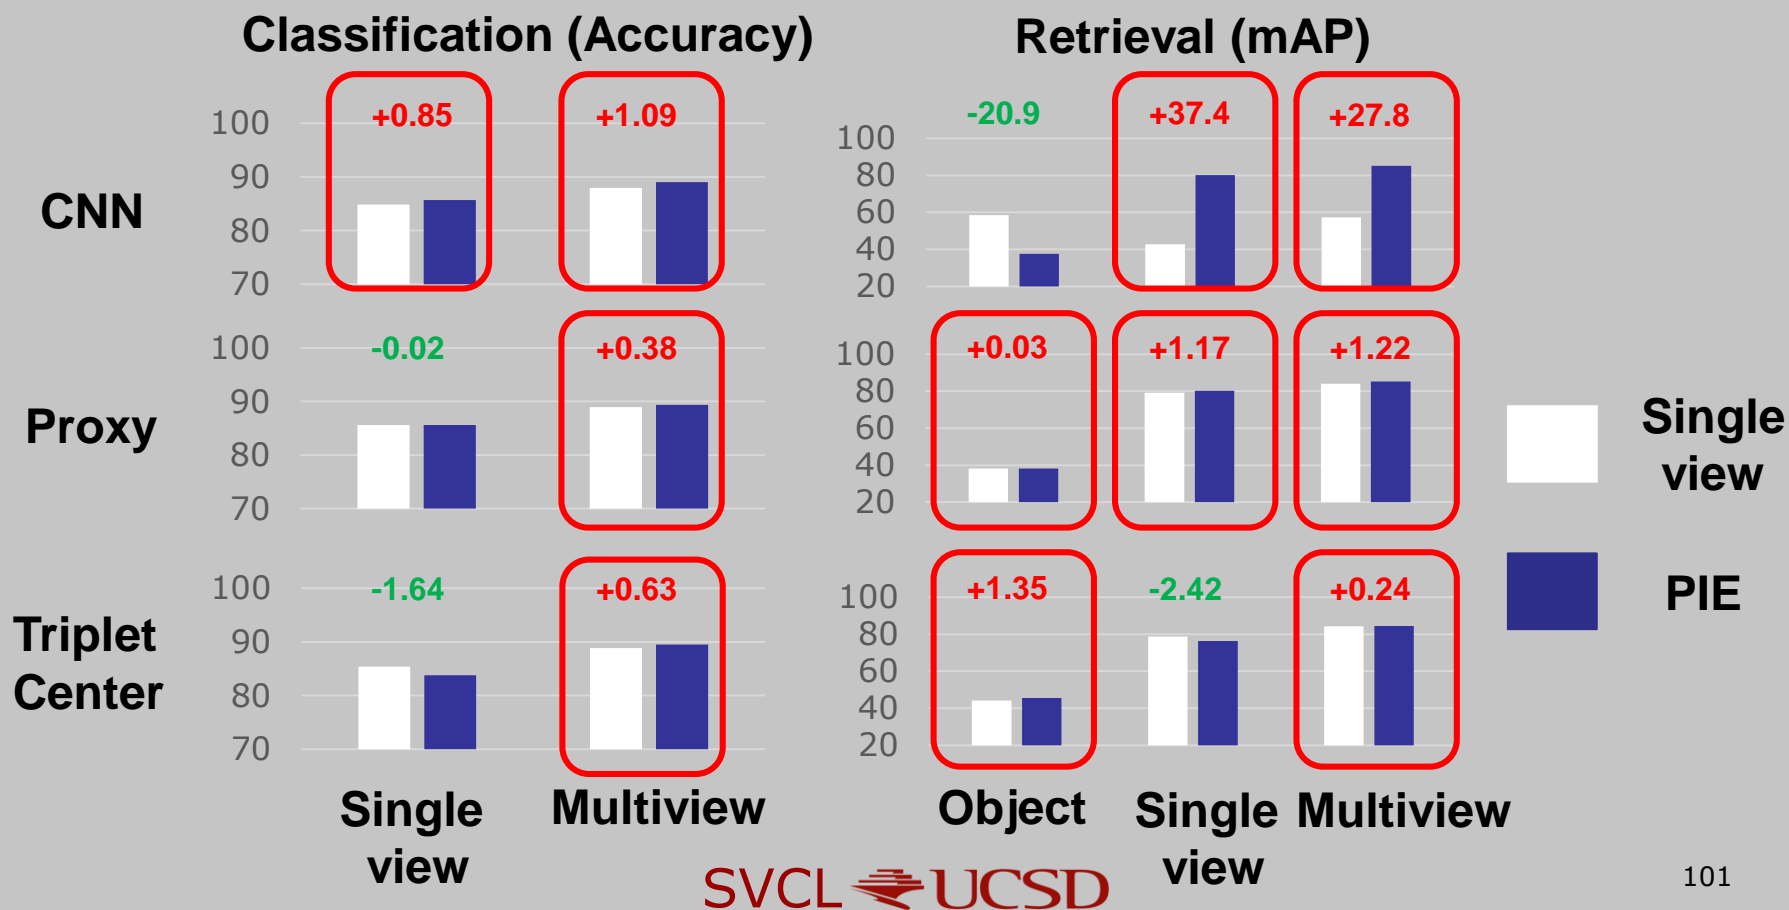 Classification (Accuracy)
Retrieval (mAP)
CNN
100
90
80
70
+0.85
+1.09
100
80
60
40
20
-20.9
+37.4
+27.8
Proxy
100
90
80
70
-0.02
+0.38
100
80
60
40
20
+0.03
+1.17
+1.22
Triplet
Center
100
90
80
70
-1.64
+0.63
100
80
60
40
20
+1.35
-2.42
+0.24
Single
view
PIE
Single
view
Multiview
Object
Single
view
Multiview
SVCL UCSD
101